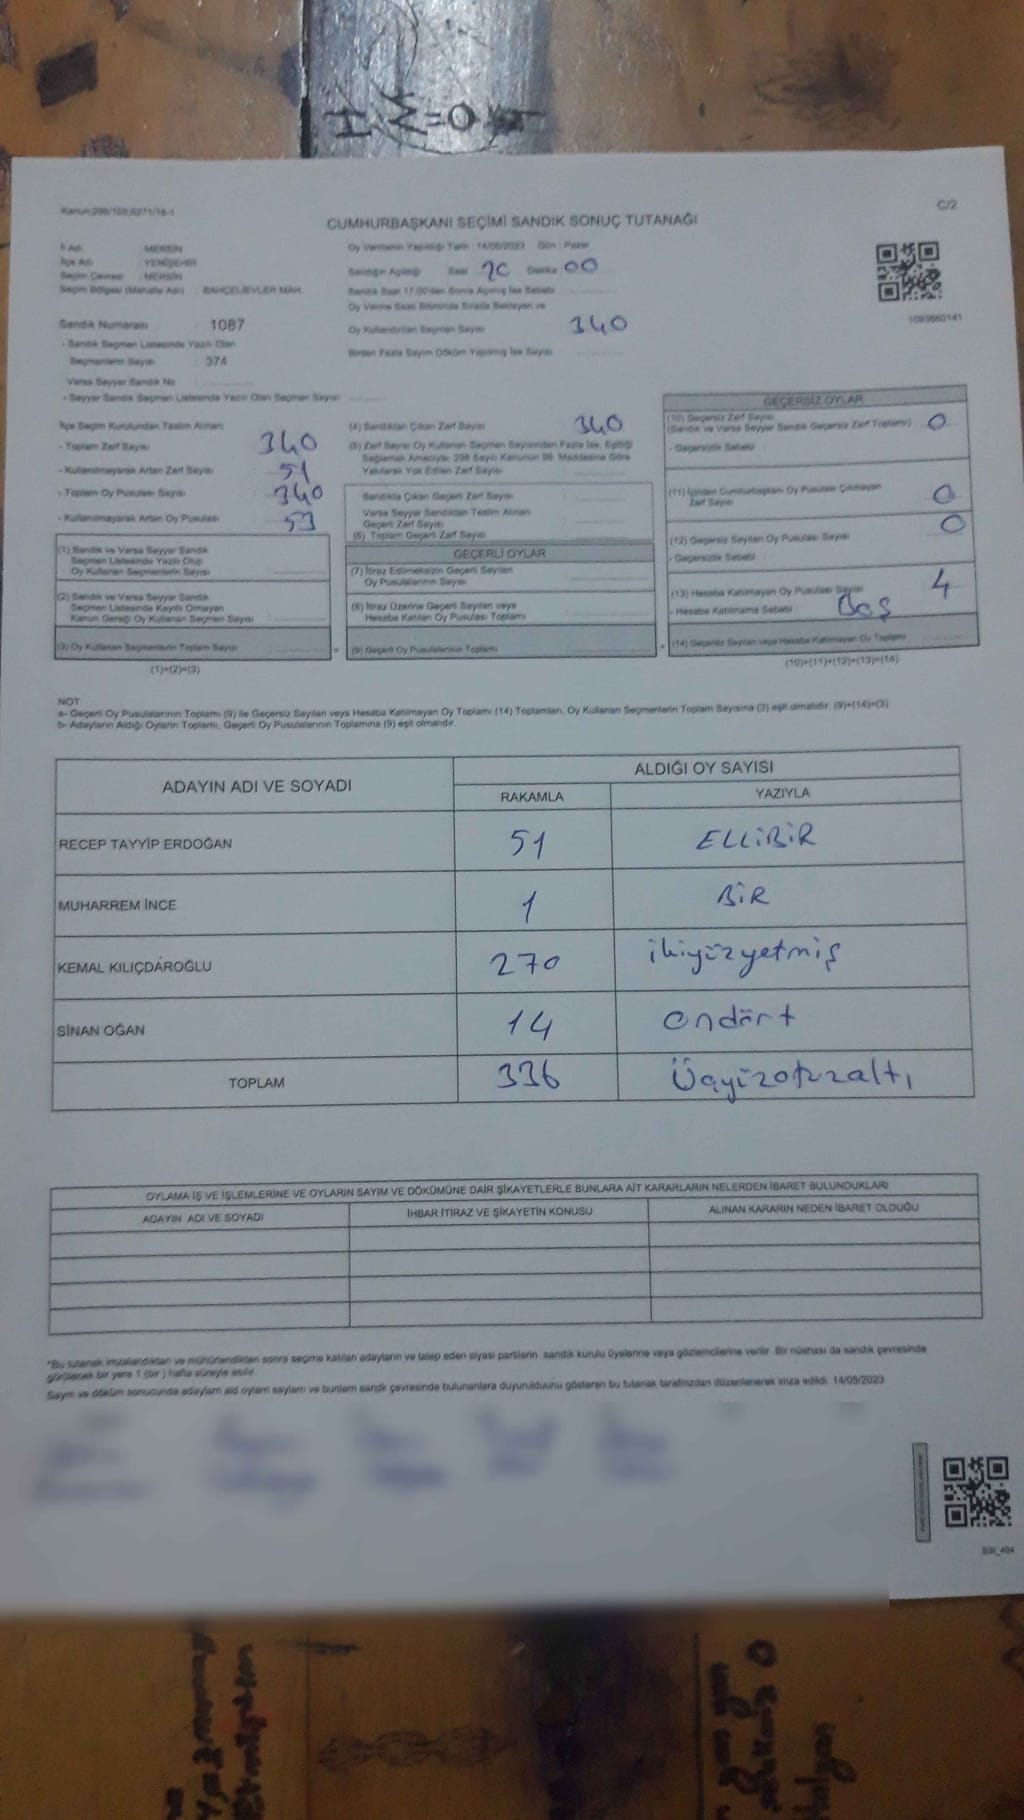 Kanun:298/105;6271/16-1
C/2
CUMHURBAŞKANI SEÇİMİ SANDIK SONUÇ TUTANAĞI
İl Adı : MERSİN
İlçe Adı : YENİŞEHİR
Seçim Çevresi : MERSİN
Seçim Bölgesi (Mahalle Adı) : BAHÇELİEVLER MAH.
Oy Vermenin Yapıldığı Tarih : 14/05/2023 Gün : Pazar
Sandığın Açıldığı Saat 20 Dakika 00
Sandık Saat 17.00'den Sonra Açılmış İse Sebebi
Oy Verme Saati Bitiminde Sırada Bekleyen ve
Oy Kullandırılan Seçmen Sayısı 340
Birden Fazla Sayım Döküm Yapılmış İse Sayısı
1093660141
Sandık Numarası : 1087
- Sandık Seçmen Listesinde Yazılı Olan
Seçmenlerin Sayısı : 374
Varsa Seyyar Sandık No
- Seyyar Sandık Seçmen Listesinde Yazılı Olan Seçmen Sayısı
İlçe Seçim Kurulundan Teslim Alınan;
- Toplam Zarf Sayısı 340
- Kullanılmayarak Artan Zarf Sayısı 51
- Toplam Oy Pusulası Sayısı 340
- Kullanılmayarak Artan Oy Pusulası 53
(1) Sandık ve Varsa Seyyar Sandık
Seçmen Listesinde Yazılı Olup
Oy Kullanan Seçmenlerin Sayısı
(2) Sandık ve Varsa Seyyar Sandık
Seçmen Listesinde Kayıtlı Olmayan
Kanun Gereği Oy Kullanan Seçmen Sayısı
(3) Oy Kullanan Seçmenlerin Toplam Sayısı
(1)+(2)=(3)
(4) Sandıktan Çıkan Zarf Sayısı 340
(5) Zarf Sayısı Oy Kullanan Seçmen Sayısından Fazla İse, Eşitliği
Sağlamak Amacıyla; 298 Sayılı Kanunun 98. Maddesine Göre
Yakılarak Yok Edilen Zarf Sayısı
Sandıkta Çıkan Geçerli Zarf Sayısı
Varsa Seyyar Sandıktan Teslim Alınan
Geçerli Zarf Sayısı
(6) Toplam Geçerli Zarf Sayısı
GEÇERLİ OYLAR
(7) İtiraz Edilmeksizin Geçerli Sayılan
Oy Pusulalarının Sayısı
(8) İtiraz Üzerine Geçerli Sayılan veya
Hesaba Katılan Oy Pusulası Toplamı
(9) Geçerli Oy Pusulalarının Toplamı
GEÇERSİZ OYLAR
(10) Geçersiz Zarf Sayısı
(Sandık ve Varsa Seyyar Sandık Geçersiz Zarf Toplamı) 0
- Geçersizlik Sebebi
(11) İçinden Cumhurbaşkanı Oy Pusulası Çıkmayan
Zarf Sayısı 0
(12) Geçersiz Sayılan Oy Pusulası Sayısı 0
- Geçersizlik Sebebi
(13) Hesaba Katılmayan Oy Pusulası Sayısı 4
- Hesaba Katılmama Sebebi Boş
(14) Geçersiz Sayılan veya Hesaba Katılmayan Oy Toplamı
(10)+(11)+(12)+(13)=(14)
NOT:
a- Geçerli Oy Pusulalarının Toplamı (9) ile Geçersiz Sayılan veya Hesaba Katılmayan Oy Toplamı (14) Toplamları, Oy Kullanan Seçmenlerin Toplam Sayısına (3) eşit olmalıdır. (9)+(14)=(3)
b- Adayların Aldığı Oyların Toplamı, Geçerli Oy Pusulalarının Toplamına (9) eşit olmalıdır.
ADAYIN ADI VE SOYADI
ALDIĞI OY SAYISI
RAKAMLA YAZIYLA
RECEP TAYYİP ERDOĞAN 51 ELLİBİR
MUHARREM İNCE 1 BİR
KEMAL KILIÇDAROĞLU 270 ikiyüzyetmiş
SİNAN OĞAN 14 ondört
TOPLAM 336 Üçyüzotuzaltı
OYLAMA İŞ VE İŞLEMLERİNE VE OYLARIN SAYIM VE DÖKÜMÜNE DAİR ŞİKAYETLERLE BUNLARA AİT KARARLARIN NELERDEN İBARET BULUNDUKLARI
ADAYIN ADI VE SOYADI İHBAR İTİRAZ VE ŞİKAYETİN KONUSU ALINAN KARARIN NEDEN İBARET OLDUĞU
*Bu tutanak imzalandıktan ve mühürlendikten sonra seçime katılan adayların ve talep eden siyasi partilerin sandık kurulu üyelerine veya gözlemcilerine verilir. Bir nüshası da sandık çevresinde
görülecek bir yere 1 (bir ) hafta süreyle asılır.
Sayım ve döküm sonucunda adayların aldı oyların sayıları ve bunların sandık çevresinde bulunanlara duyurulduunu gösteren bu tutanak tarafımızdan düzenlenerek imza edildi. 14/05/2023